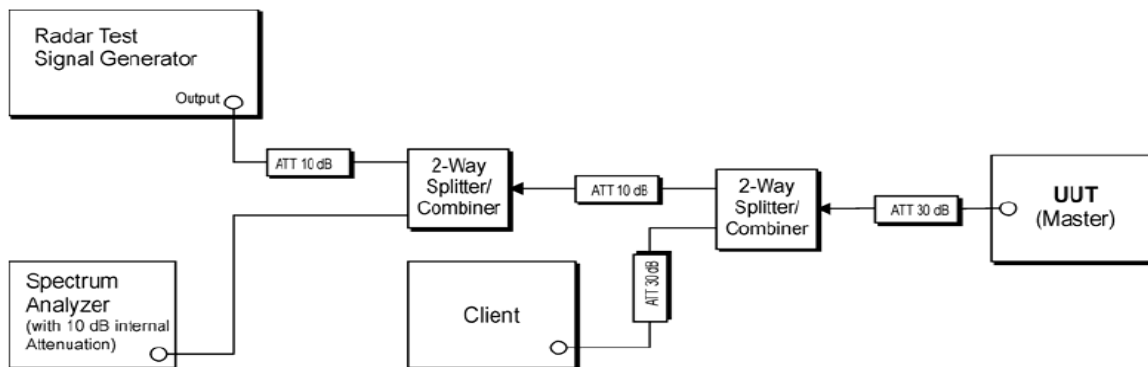 Radar Test
Signal Generator
Output
ATT 10 dB
2-Way
Splitter/
Combiner
ATT 10 dB
2-Way
Splitter/
Combiner
ATT 30 dB
UUT
(Master)
Spectrum
Analyzer
(with 10 dB internal
Attenuation)
Client
ATT 30 dB